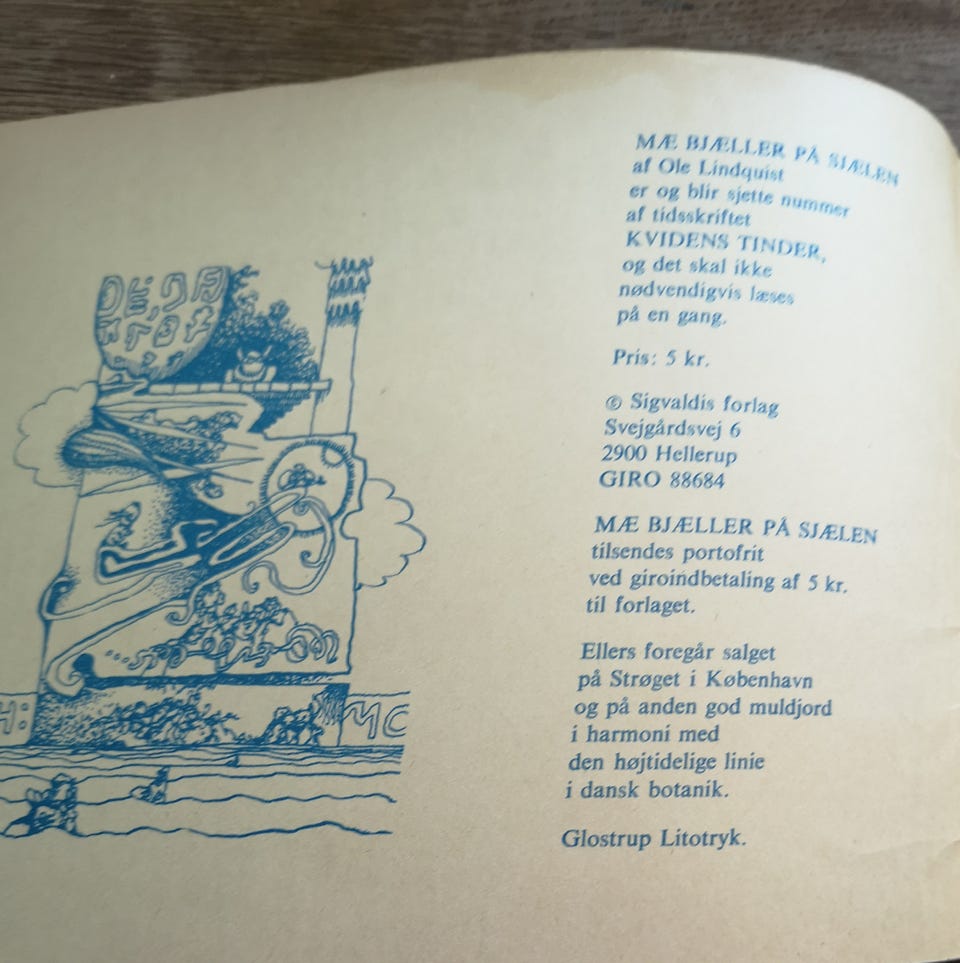 MÆ BJÆLLER PÅ SJÆLEN
af Ole Lindquist
er og blir sjette nummer
af tidsskriftet
KVIDENS TINDER,
og det skal ikke
nødvendigvis læses
på en gang.
Pris: 5 kr.
© Sigvaldis forlag
Svejgårdsvej 6
2900 Hellerup
GIRO 88684
MÆ BJÆLLER PÅ SJÆLEN
tilsendes portofrit
ved giroindbetaling af 5 kr.
til forlaget.
Ellers foregår salget
på Strøget i København
og på anden god muldjord
i harmoni med
den højtidelige linie
i dansk botanik.
Glostrup Litotryk.
H: MC